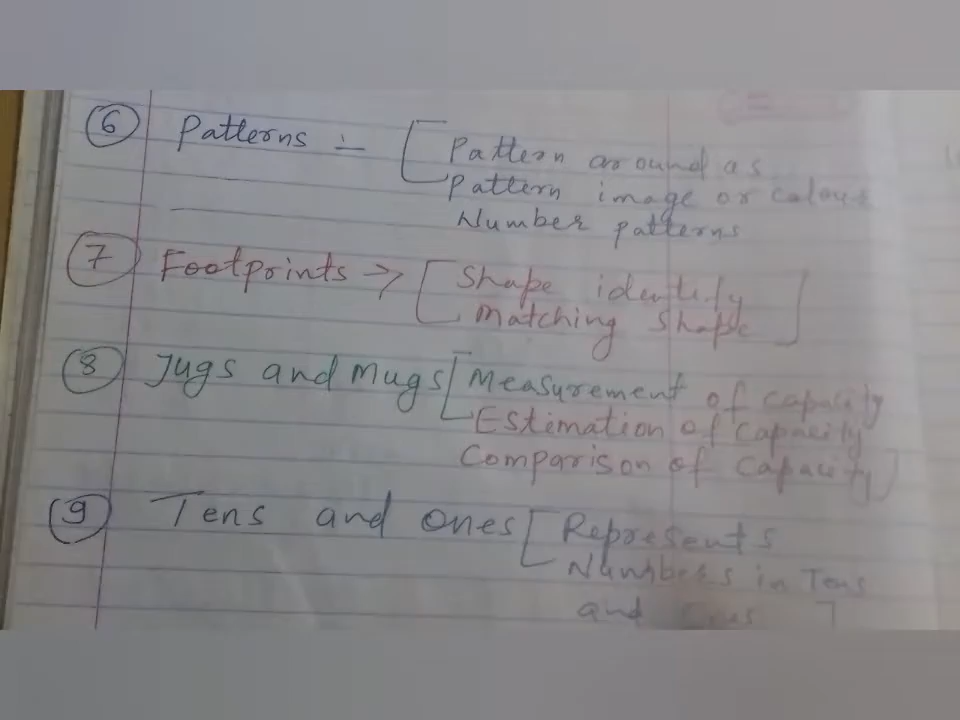 6 Patterns :- [ Pattern around as
Pattern image or colour
Number patterns
7 Footprints → [ Shape identify
Matching Shape ]
8 Jugs and Mugs [ Measurement of capacity
Estimation of capacity
Comparison of capacity ]
9 Tens and ones [ Represents
Numbers in Tens
and ones ]